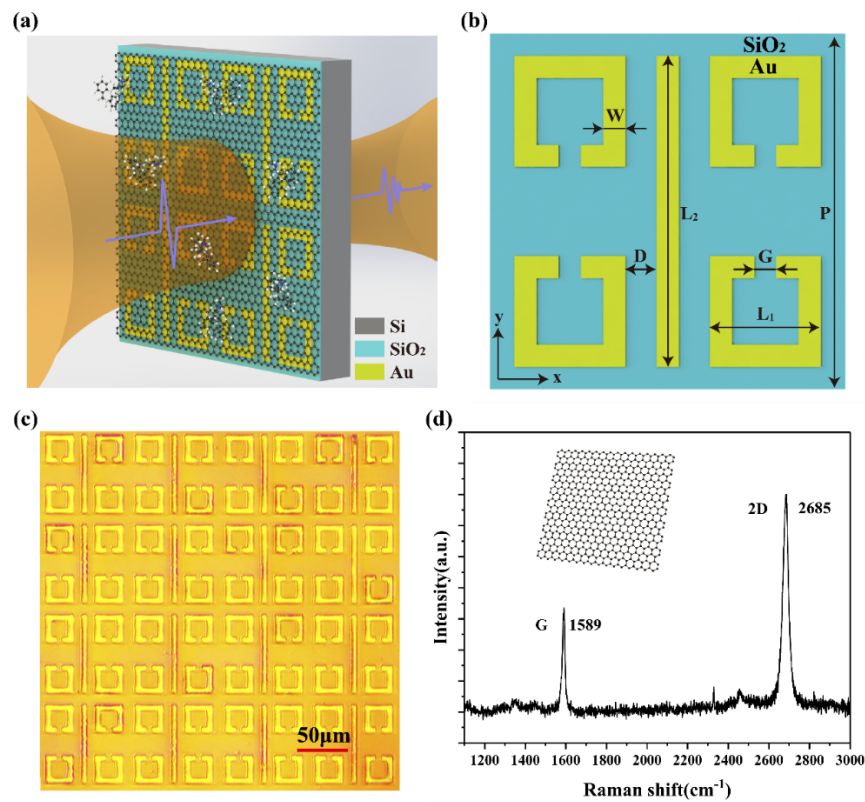 (a)
Si
SiO₂
Au
(b)
SiO₂
Au
W
L₂
P
D
G
L₁
y
x
(c)
50μm
(d)
2D 2685
G 1589
Intensity(a.u.)
1200 1400 1600 1800 2000 2200 2400 2600 2800 3000
Raman shift(cm⁻¹)